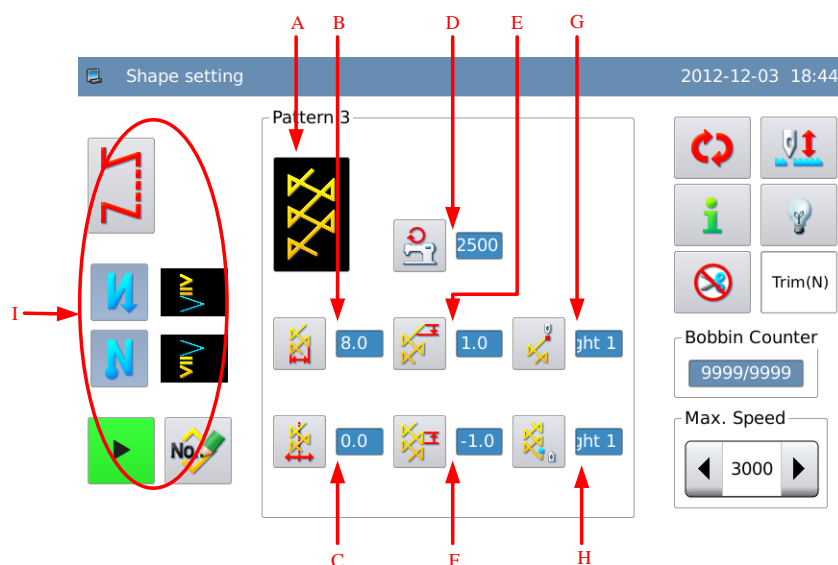 A B D E G
Shape setting 2012-12-03 18:44
Pattern 3
2500
I
Trim(N)
8.0 1.0 ght 1
Bobbin Counter
9999/9999
No.
0.0 -1.0 ght 1
Max. Speed
3000
C F H